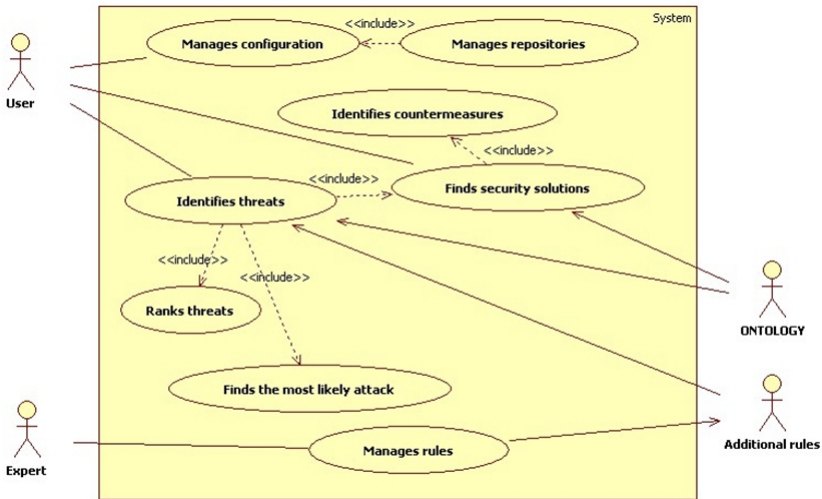 System
<<include>>
Manages configuration
Manages repositories
User
Identifies countermeasures
<<include>>
<<include>>
Finds security solutions
Identifies threats
<<include>>
<<include>>
Ranks threats
ONTOLOGY
Finds the most likely attack
Additional rules
Manages rules
Expert